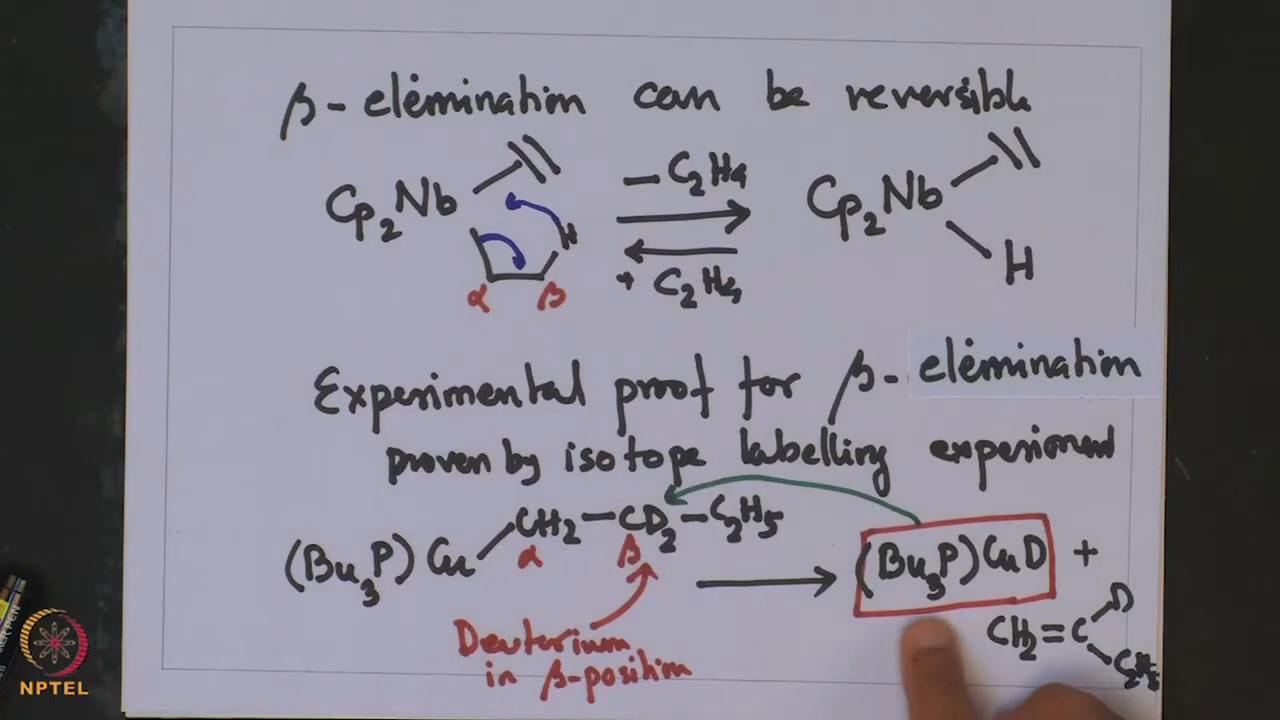 β-elimination can be reversible
Cp2Nb H α β
-C2H4
+ C2H4
Cp2Nb H
Experimental proof for β-elimination
proven by isotope labelling experiment
(Bu3P)Cu CH2-CD2-C2H5
α β
(Bu3P)CuD +
CH2=C D C2H5
Deuterium
in β-position
NPTEL